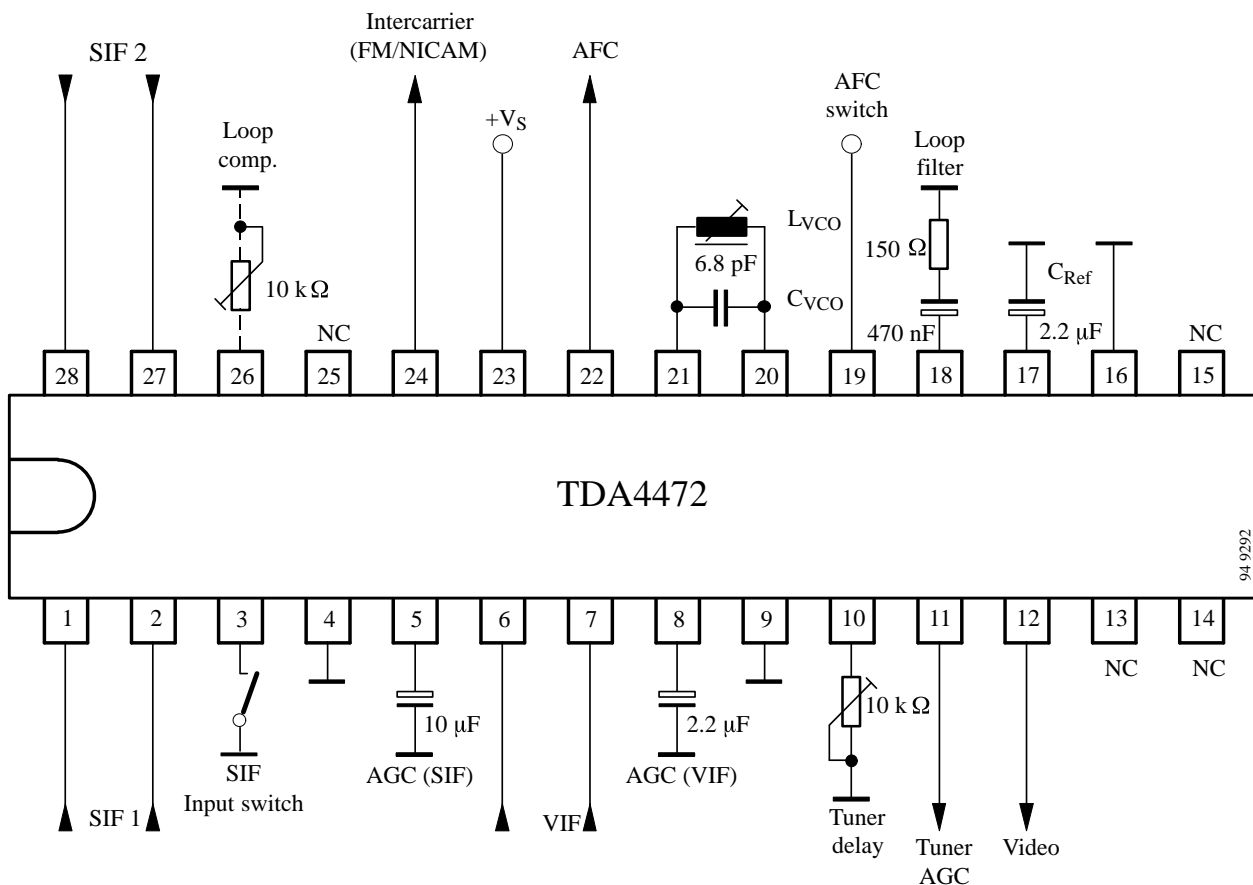 Intercarrier
(FM/NICAM)
AFC
SIF 2
AFC
switch
+VS
Loop
comp.
Loop
filter
LVCO
150 Ω
6.8 pF
CRef
10 k Ω
CVCO
NC
470 nF
2.2 µF
NC
28 27 26 25 24 23 22 21 20 19 18 17 16 15
TDA4472
94 9292
1 2 3 4 5 6 7 8 9 10 11 12 13 14
NC
NC
10 k Ω
10 µF
2.2 µF
SIF
Input switch
AGC (SIF)
AGC (VIF)
SIF 1
VIF
Tuner
delay
Tuner
AGC
Video